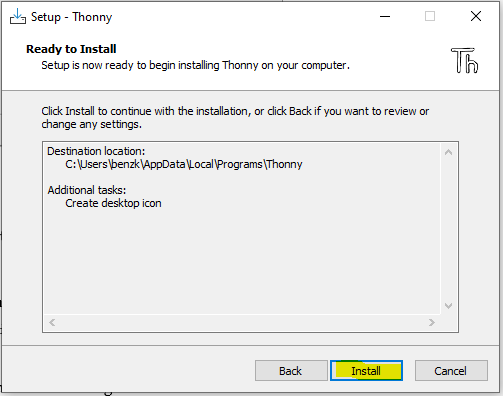 Setup - Thonny
Ready to Install
Setup is now ready to begin installing Thonny on your computer.
Th
Click Install to continue with the installation, or click Back if you want to review or
change any settings.
Destination location:
C:\Users\benzk\AppData\Local\Programs\Thonny
Additional tasks:
Create desktop icon
Back
Install
Cancel